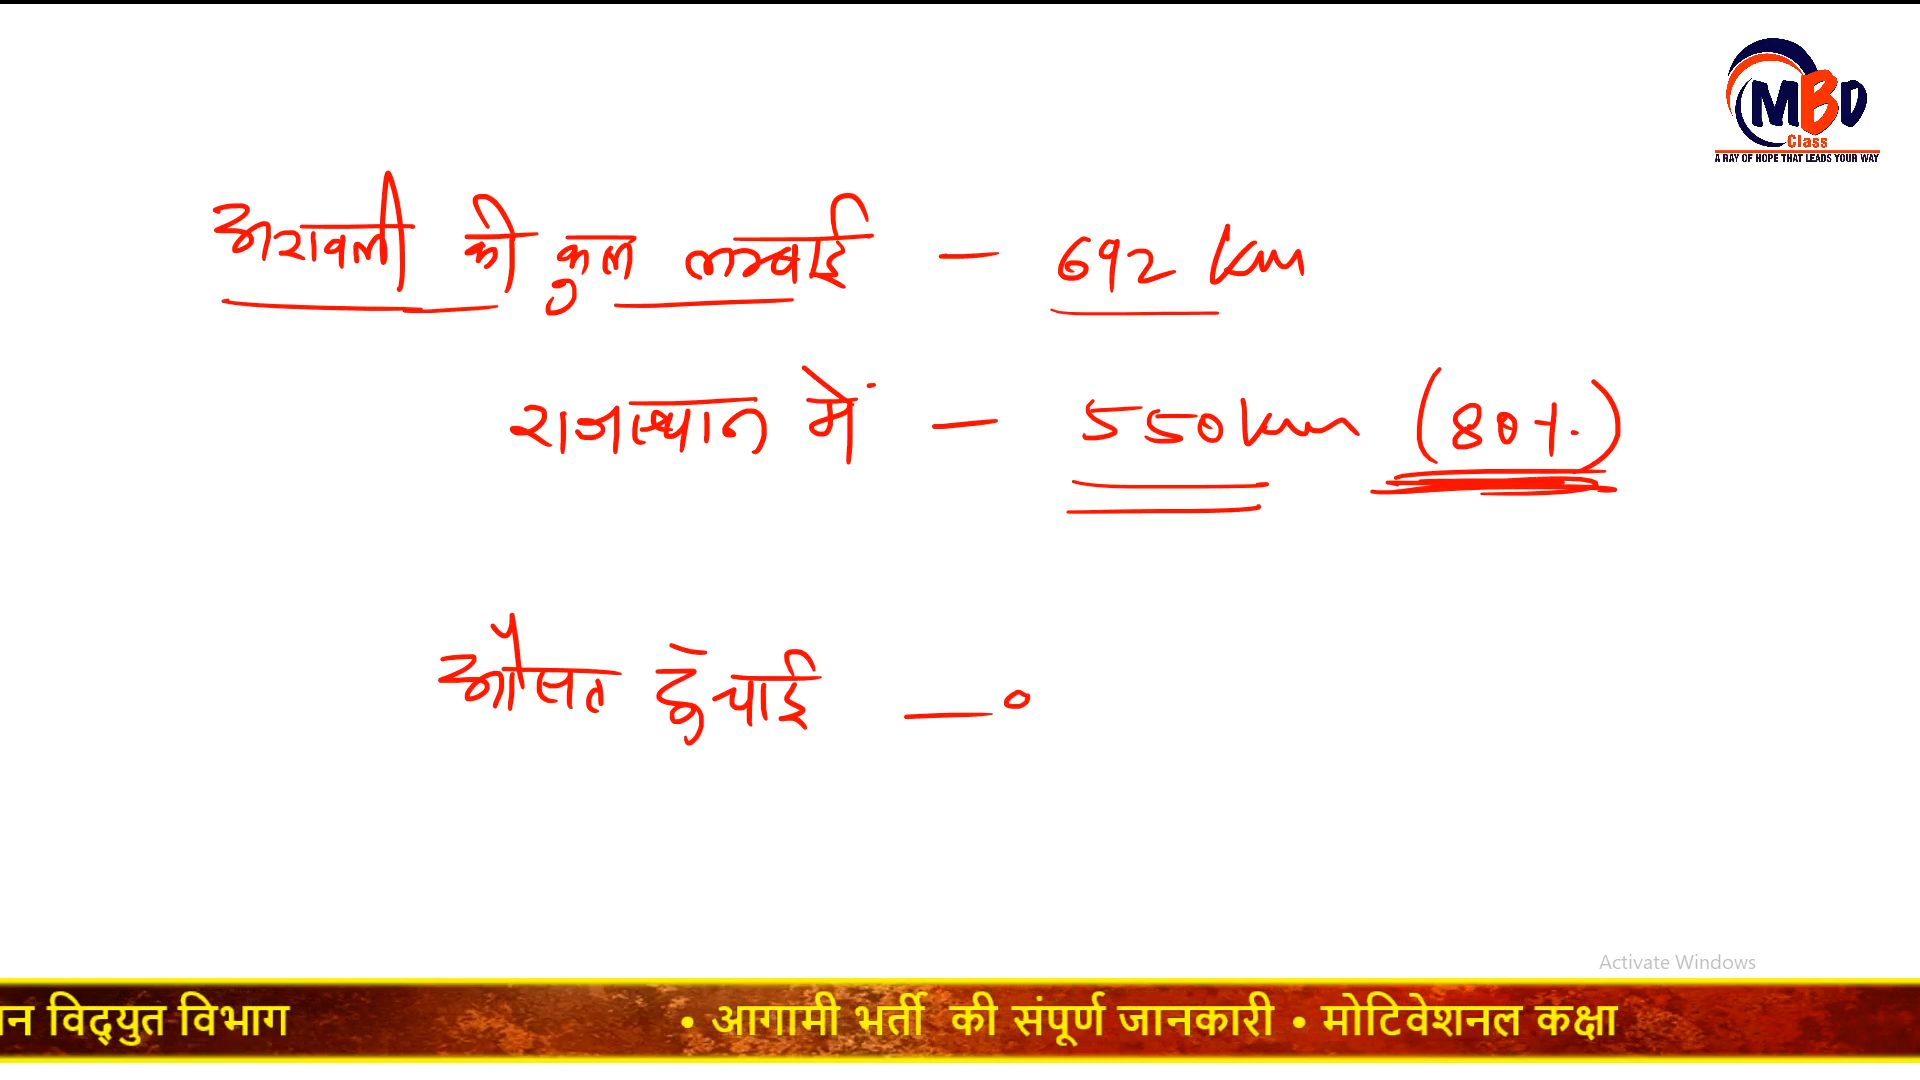 MBD
Class
A RAY OF HOPE THAT LEADS YOUR WAY
अरावली की कुल लम्बाई – 692 km
राजस्थान में – 550 km (80%)
औसत ऊँचाई —
Activate Windows
न विद्युत विभाग • आगामी भर्ती की संपूर्ण जानकारी • मोटिवेशनल कक्षा